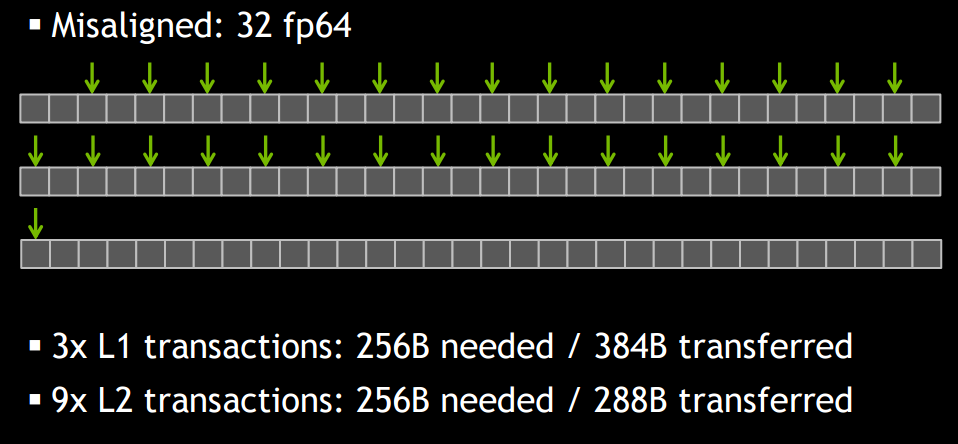 ▪ Misaligned: 32 fp64
▪ 3x L1 transactions: 256B needed / 384B transferred
▪ 9x L2 transactions: 256B needed / 288B transferred